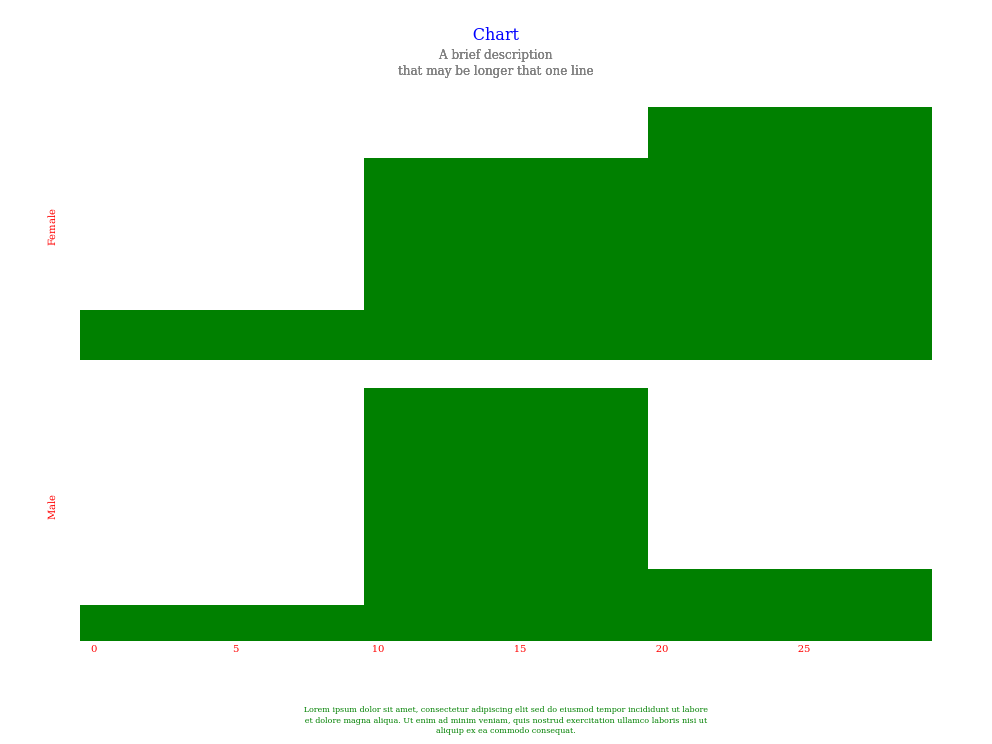 Chart
A brief description
that may be longer that one line
Female
Male
0 5 10 15 20 25
Lorem ipsum dolor sit amet, consectetur adipiscing elit sed do eiusmod tempor incididunt ut labore
et dolore magna aliqua. Ut enim ad minim veniam, quis nostrud exercitation ullamco laboris nisi ut
aliquip ex ea commodo consequat.